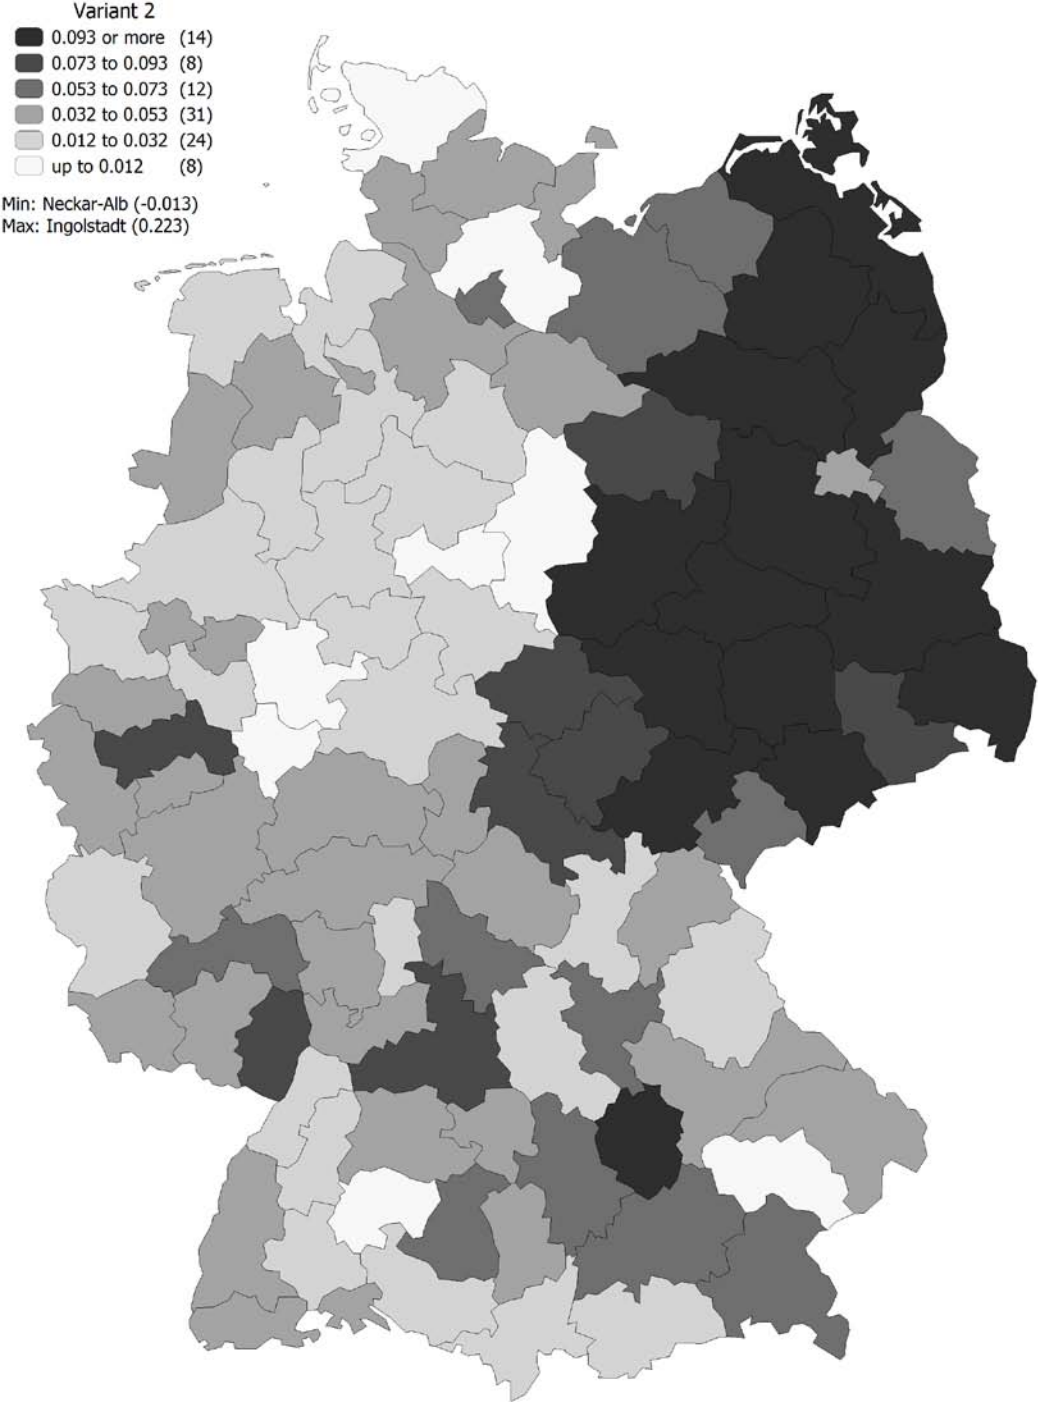 Variant 2
0.093 or more (14)
0.073 to 0.093 (8)
0.053 to 0.073 (12)
0.032 to 0.053 (31)
0.012 to 0.032 (24)
up to 0.012 (8)
Min: Neckar-Alb (-0.013)
Max: Ingolstadt (0.223)